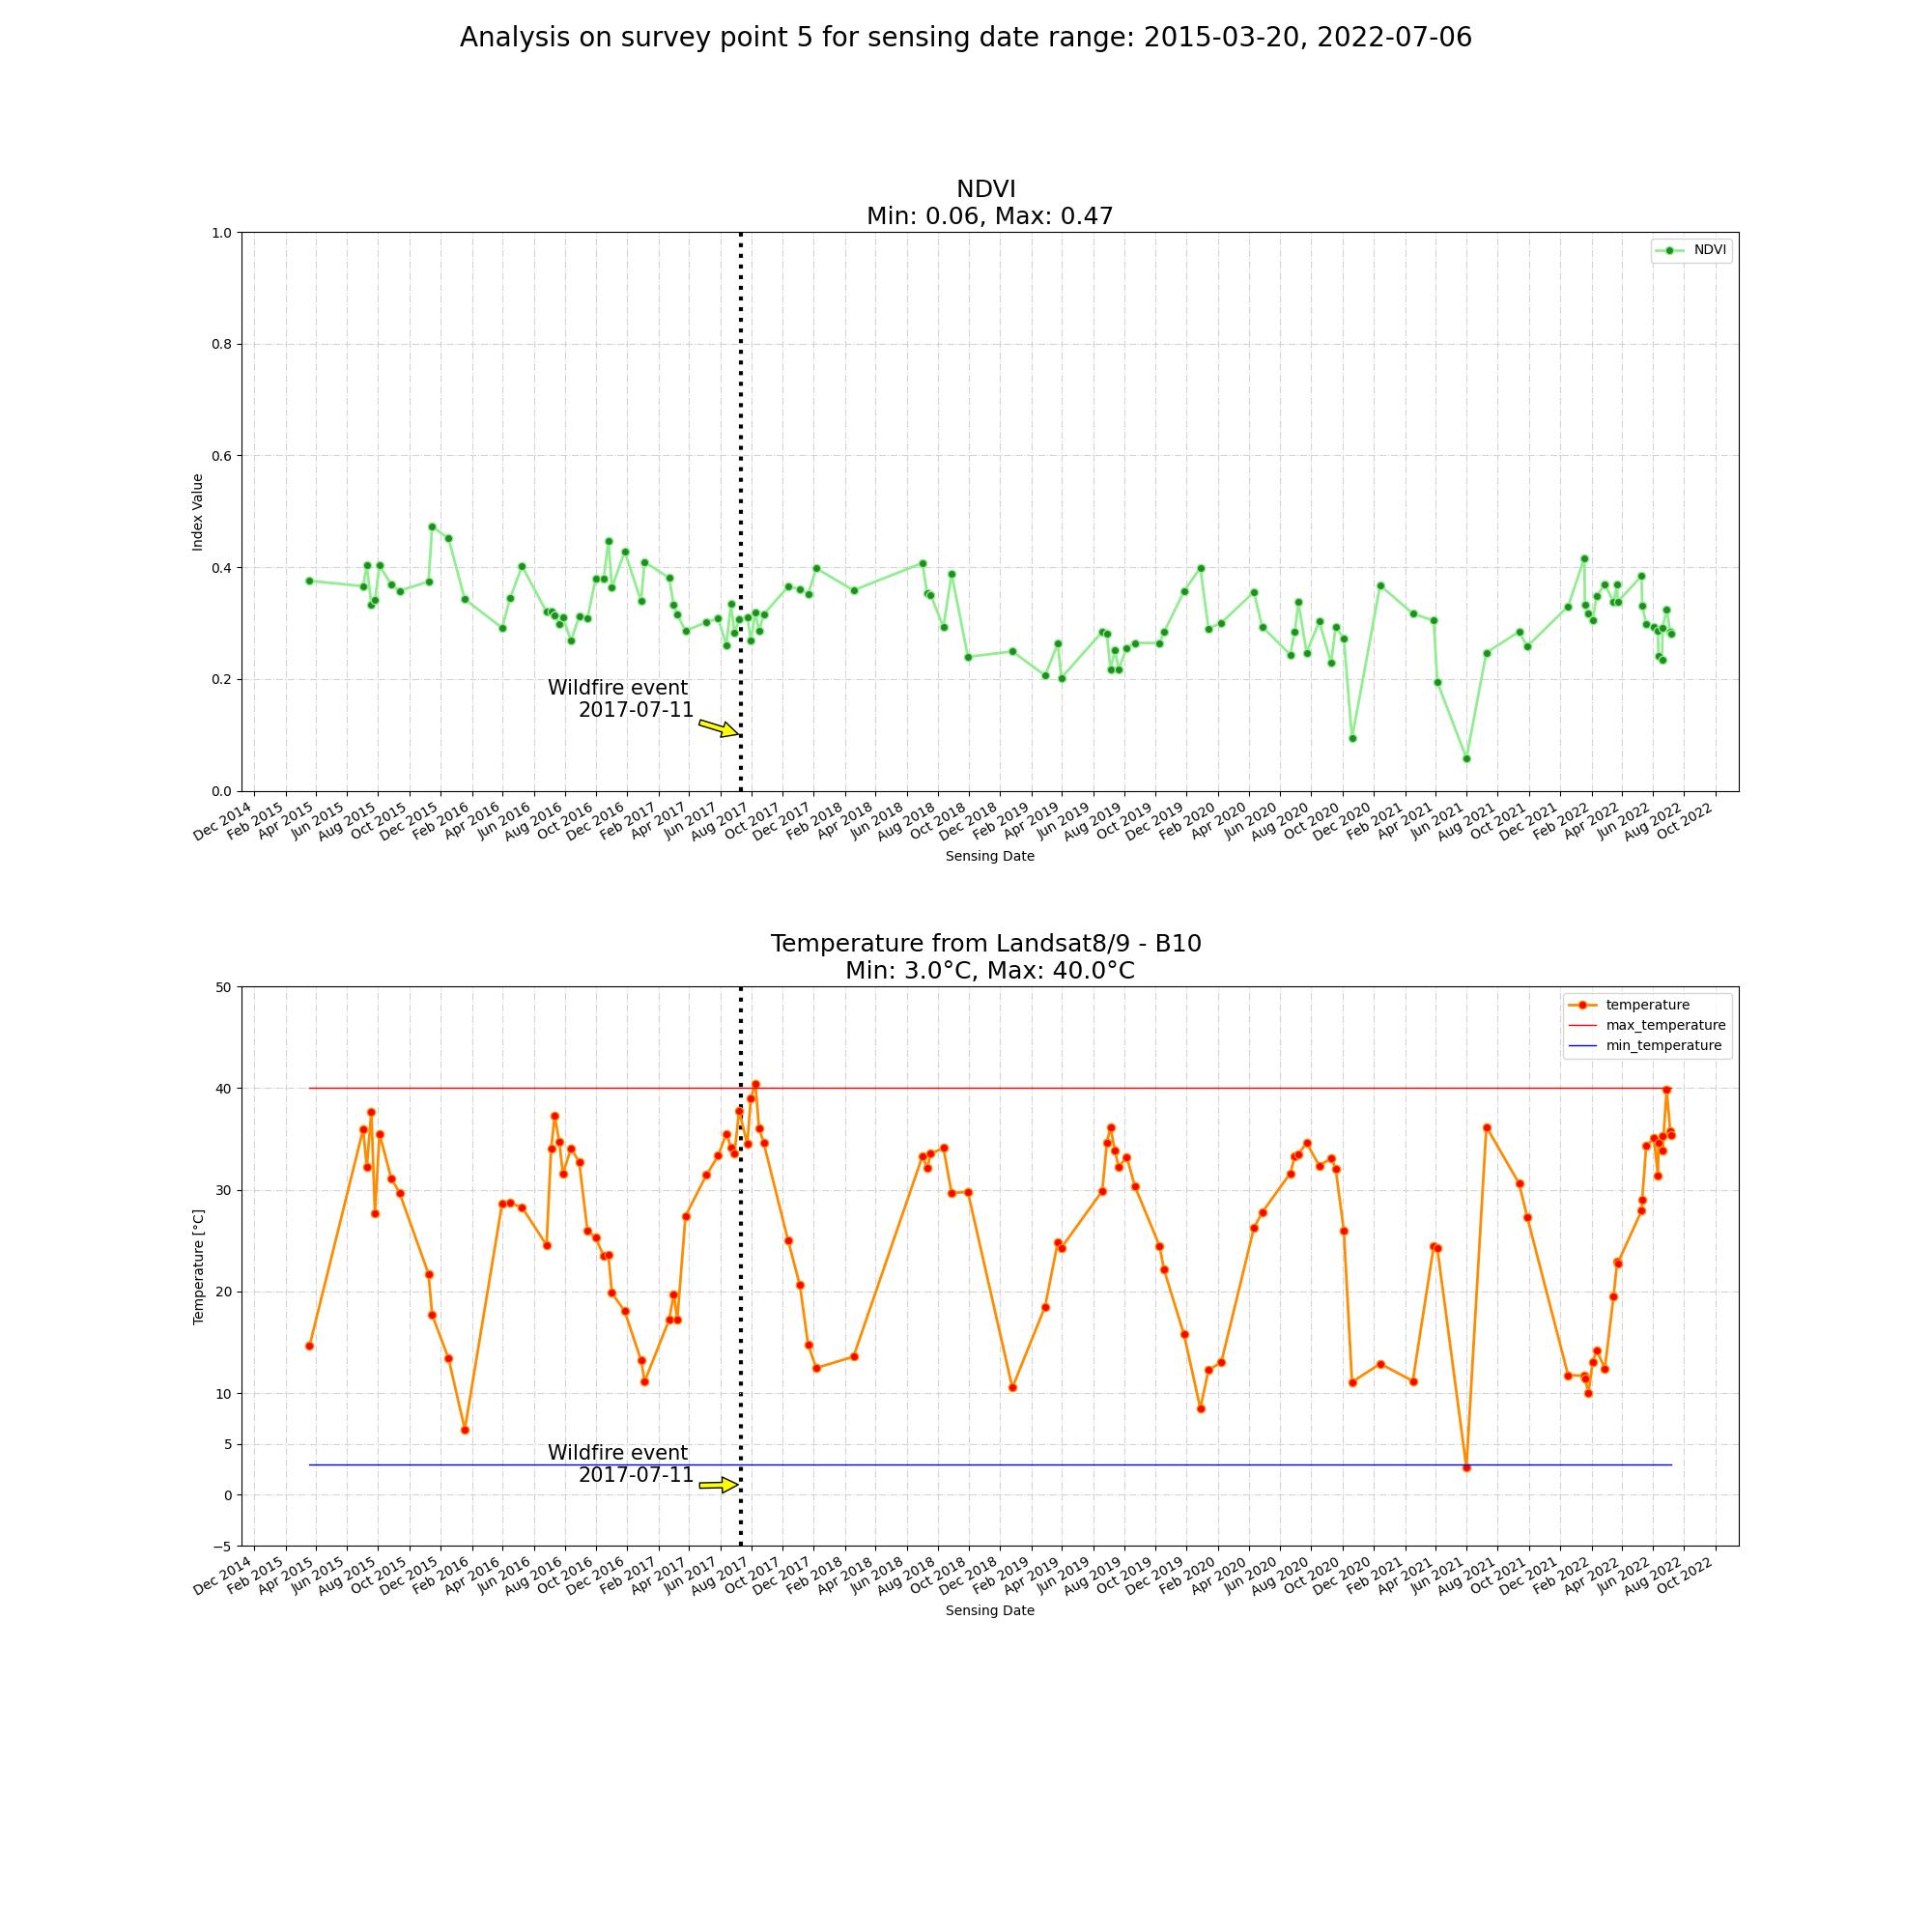 Analysis on survey point 5 for sensing date range: 2015-03-20, 2022-07-06
NDVI
Min: 0.06, Max: 0.47
1.0
0.8
0.6
0.4
0.2
0.0
Index Value
NDVI
Wildfire event
2017-07-11
Dec 2014
Feb 2015
Apr 2015
Jun 2015
Aug 2015
Oct 2015
Dec 2015
Feb 2016
Apr 2016
Jun 2016
Aug 2016
Oct 2016
Dec 2016
Feb 2017
Apr 2017
Jun 2017
Aug 2017
Oct 2017
Dec 2017
Feb 2018
Apr 2018
Jun 2018
Aug 2018
Oct 2018
Dec 2018
Feb 2019
Apr 2019
Jun 2019
Aug 2019
Oct 2019
Dec 2019
Feb 2020
Apr 2020
Jun 2020
Aug 2020
Oct 2020
Dec 2020
Feb 2021
Apr 2021
Jun 2021
Aug 2021
Oct 2021
Dec 2021
Feb 2022
Apr 2022
Jun 2022
Aug 2022
Oct 2022
Sensing Date
Temperature from Landsat8/9 - B10
Min: 3.0°C, Max: 40.0°C
50
40
30
20
10
5
0
−5
Temperature [°C]
temperature
max_temperature
min_temperature
Wildfire event
2017-07-11
Dec 2014
Feb 2015
Apr 2015
Jun 2015
Aug 2015
Oct 2015
Dec 2015
Feb 2016
Apr 2016
Jun 2016
Aug 2016
Oct 2016
Dec 2016
Feb 2017
Apr 2017
Jun 2017
Aug 2017
Oct 2017
Dec 2017
Feb 2018
Apr 2018
Jun 2018
Aug 2018
Oct 2018
Dec 2018
Feb 2019
Apr 2019
Jun 2019
Aug 2019
Oct 2019
Dec 2019
Feb 2020
Apr 2020
Jun 2020
Aug 2020
Oct 2020
Dec 2020
Feb 2021
Apr 2021
Jun 2021
Aug 2021
Oct 2021
Dec 2021
Feb 2022
Apr 2022
Jun 2022
Aug 2022
Oct 2022
Sensing Date